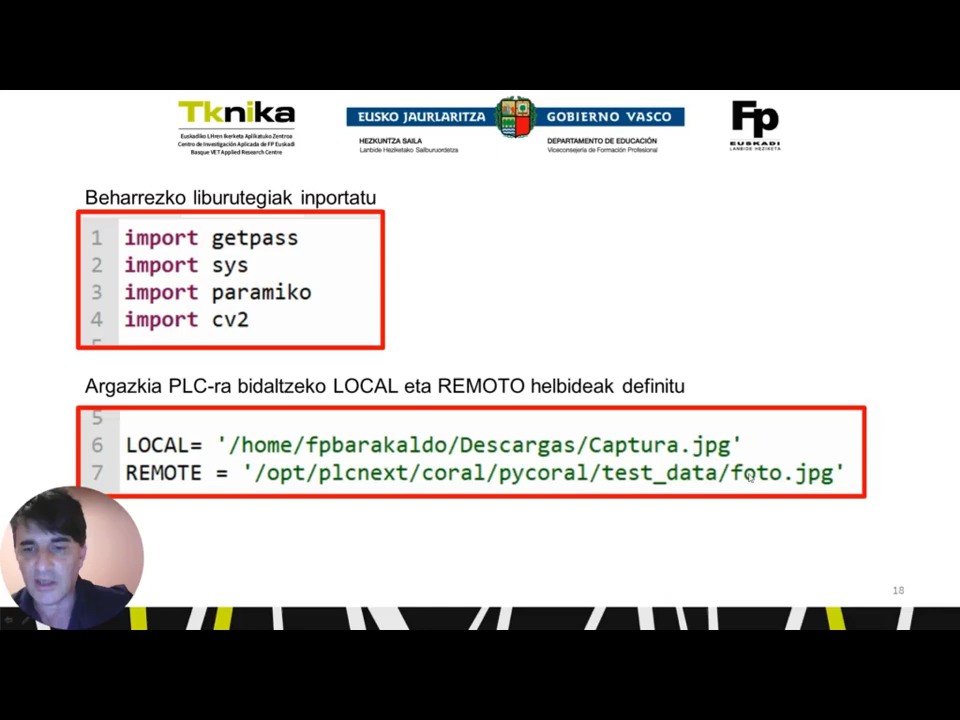 Tknika
Euskadiko LHren Ikerketa Aplikatuko Zentroa
Centro de Investigación Aplicada de FP Euskadi
Basque VET Applied Research Centre
EUSKO JAURLARITZA
GOBIERNO VASCO
HEZKUNTZA SAILA
Lanbide Heziketako Sailburuordetza
DEPARTAMENTO DE EDUCACIÓN
Viceconsejería de Formación Profesional
Fp
EUSKADI
LANBIDE HEZIKETA
Beharrezko liburutegiak inportatu
1 import getpass
2 import sys
3 import paramiko
4 import cv2
5
Argazkia PLC-ra bidaltzeko LOCAL eta REMOTO helbideak definitu
5
6 LOCAL= '/home/fpbarakaldo/Descargas/Captura.jpg'
7 REMOTE = '/opt/plcnext/coral/pycoral/test_data/foto.jpg'
18